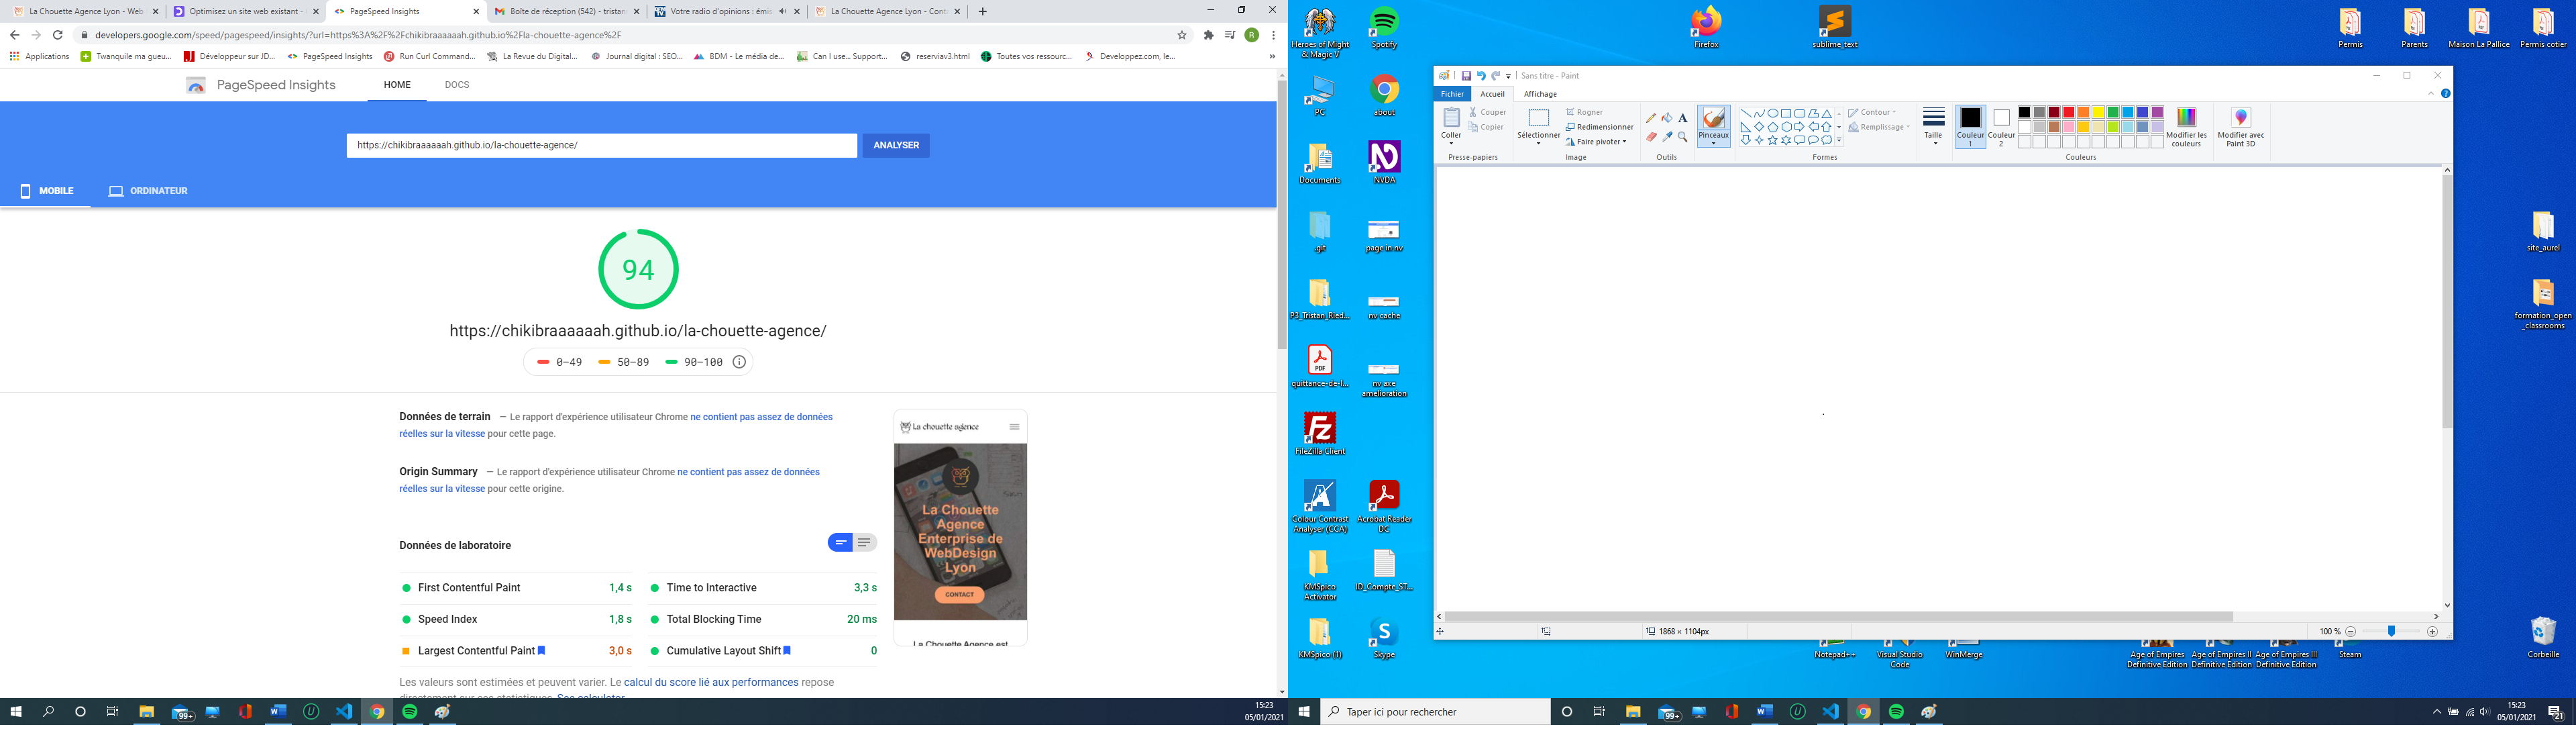 La Chouette Agence Lyon - Web
Optimisez un site web existant -
PageSpeed Insights
Boîte de réception (542) - tristan
Votre radio d'opinions : émis
La Chouette Agence Lyon - Cont
developers.google.com/speed/pagespeed/insights/?url=https%3A%2F%2Fchikibraaaaaah.github.io%2Fla-chouette-agence%2F
R
Applications
Twanquile ma gueu...
Développeur sur JD...
PageSpeed Insights
Run Curl Command...
La Revue du Digital...
Journal digital : SEO...
BDM - Le média de...
Can I use... Support...
reserviav3.html
Toutes vos ressourc...
Developpez.com, le...
»
PageSpeed Insights
HOME
DOCS
https://chikibraaaaaah.github.io/la-chouette-agence/
ANALYSER
MOBILE
ORDINATEUR
94
https://chikibraaaaaah.github.io/la-chouette-agence/
0–49
50–89
90–100
Données de terrain — Le rapport d'expérience utilisateur Chrome ne contient pas assez de données
réelles sur la vitesse pour cette page.
Origin Summary — Le rapport d'expérience utilisateur Chrome ne contient pas assez de données
réelles sur la vitesse pour cette origine.
La chouette agence
La Chouette
Agence
Enterprise de
WebDesign
Lyon
CONTACT
La Chouette Agence est
Données de laboratoire
First Contentful Paint 1,4 s
Time to Interactive 3,3 s
Speed Index 1,8 s
Total Blocking Time 20 ms
Largest Contentful Paint 3,0 s
Cumulative Layout Shift 0
Les valeurs sont estimées et peuvent varier. Le calcul du score lié aux performances repose
directement sur ces statistiques. See calculator.
99+
15:23
05/01/2021
Heroes of Might
& Magic V
Spotify
PC
about
Documents
NVDA
.git
page in nv
P3_Tristan_Ried...
nv cache
PDF
quittance-de-l...
nv axe
amelioration
FileZilla Client
Colour Contrast
Analyser (CCA)
Acrobat Reader
DC
KMSpico
Activator
ID_Compte_ST...
KMSpico (1)
Skype
Firefox
sublime_text
Permis
Parents
Maison La Pallice
Permis cotier
site_aurel
formation_open
_classrooms
Corbeille
Sans titre - Paint
Fichier
Accueil
Affichage
Coller
Couper
Copier
Presse-papiers
Sélectionner
Rogner
Redimensionner
Faire pivoter
Image
A
Outils
Pinceaux
Contour
Remplissage
Formes
Taille
Couleur
1
Couleur
2
Modifier les
couleurs
Couleurs
Modifier avec
Paint 3D
1868 × 1104px
100 %
Notepad++
Visual Studio
Code
WinMerge
Age of Empires
Definitive Edition
Age of Empires II
Definitive Edition
Age of Empires III
Definitive Edition
Steam
Taper ici pour rechercher
99+
15:23
05/01/2021
21